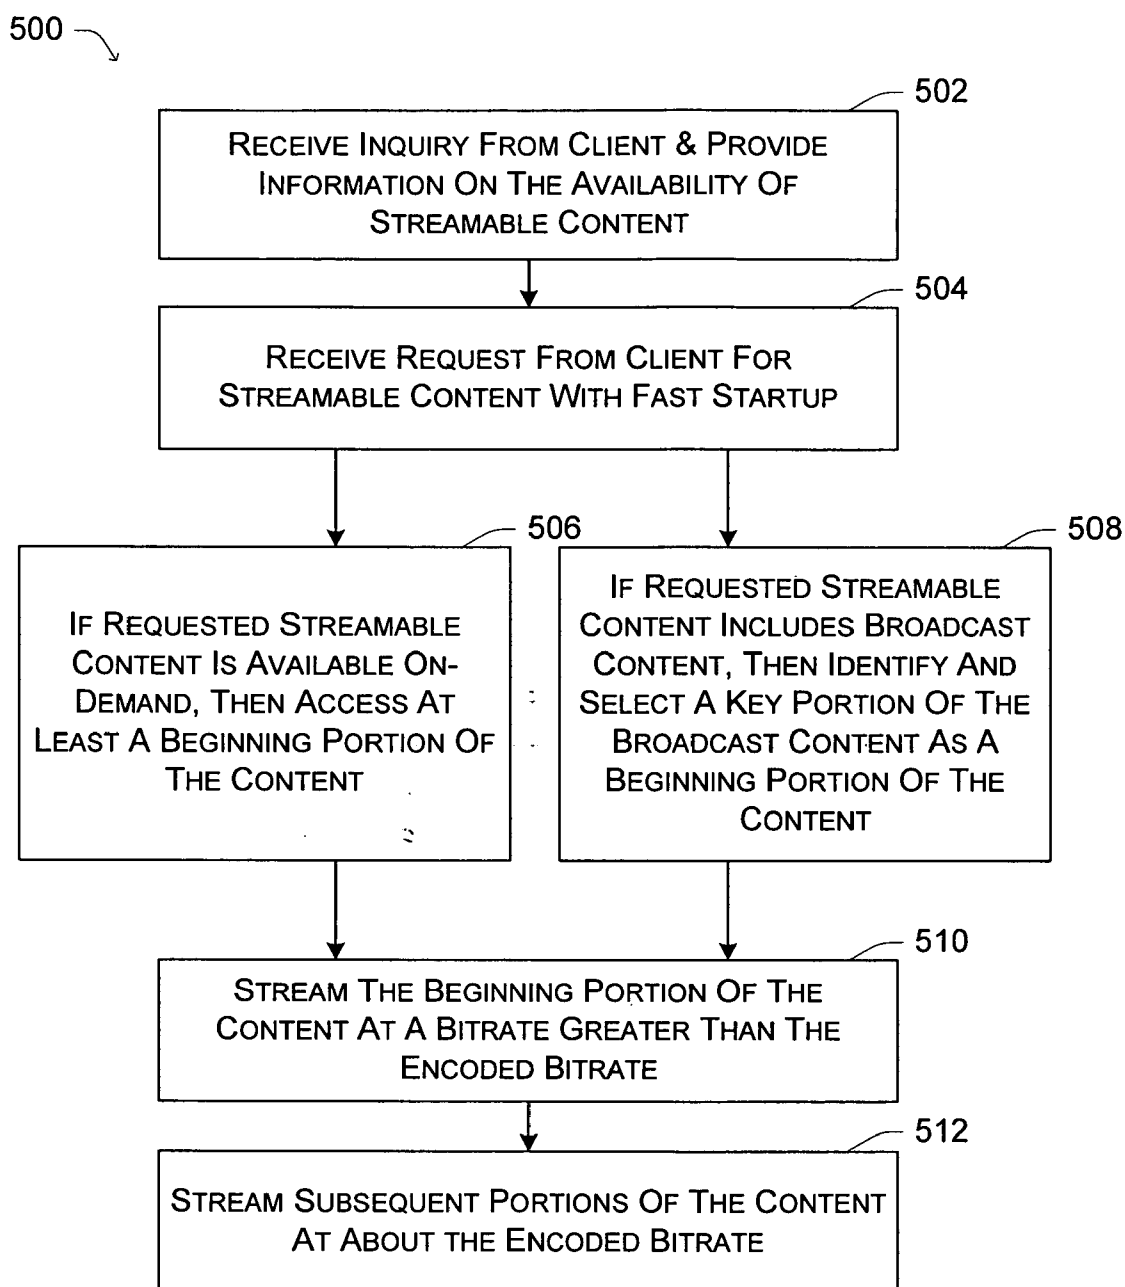 500
502
RECEIVE INQUIRY FROM CLIENT & PROVIDE
INFORMATION ON THE AVAILABILITY OF
STREAMABLE CONTENT
504
RECEIVE REQUEST FROM CLIENT FOR
STREAMABLE CONTENT WITH FAST STARTUP
506
IF REQUESTED STREAMABLE
CONTENT IS AVAILABLE ON-
DEMAND, THEN ACCESS AT
LEAST A BEGINNING PORTION OF
THE CONTENT
508
IF REQUESTED STREAMABLE
CONTENT INCLUDES BROADCAST
CONTENT, THEN IDENTIFY AND
SELECT A KEY PORTION OF THE
BROADCAST CONTENT AS A
BEGINNING PORTION OF THE
CONTENT
510
STREAM THE BEGINNING PORTION OF THE
CONTENT AT A BITRATE GREATER THAN THE
ENCODED BITRATE
512
STREAM SUBSEQUENT PORTIONS OF THE CONTENT
AT ABOUT THE ENCODED BITRATE